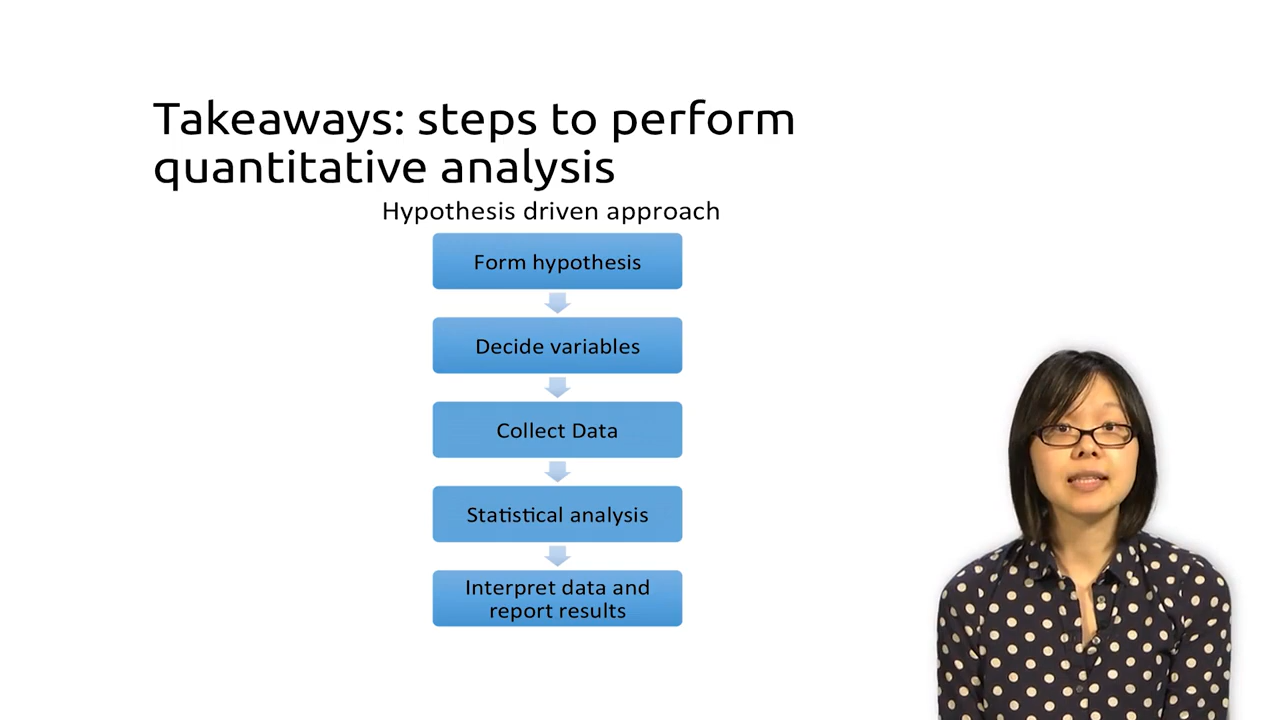 Takeaways: steps to perform
quantitative analysis
Hypothesis driven approach
Form hypothesis
Decide variables
Collect Data
Statistical analysis
Interpret data and
report results